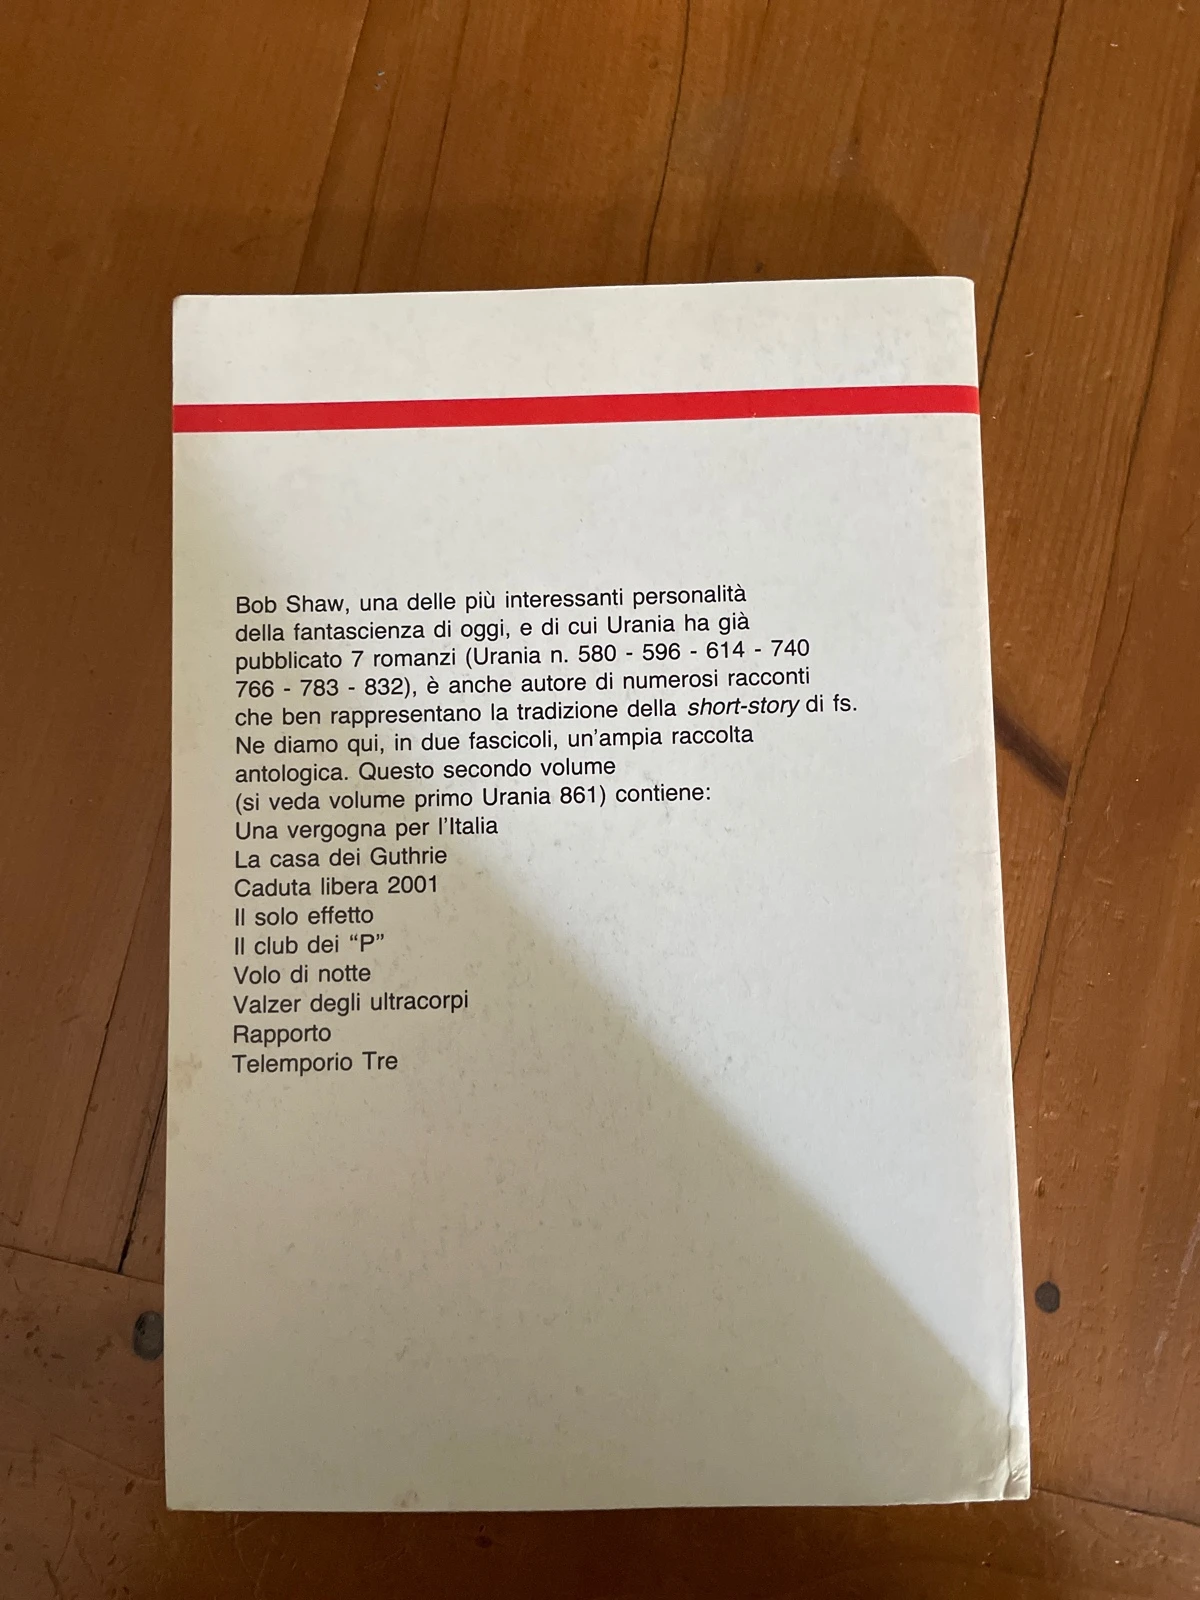 Bob Shaw, una delle più interessanti personalità
della fantascienza di oggi, e di cui Urania ha già
pubblicato 7 romanzi (Urania n. 580 - 596 - 614 - 740
766 - 783 - 832), è anche autore di numerosi racconti
che ben rappresentano la tradizione della short-story di fs.
Ne diamo qui, in due fascicoli, un'ampia raccolta
antologica. Questo secondo volume
(si veda volume primo Urania 861) contiene:
Una vergogna per l'Italia
La casa dei Guthrie
Caduta libera 2001
Il solo effetto
Il club dei “P”
Volo di notte
Valzer degli ultracorpi
Rapporto
Telemporio Tre